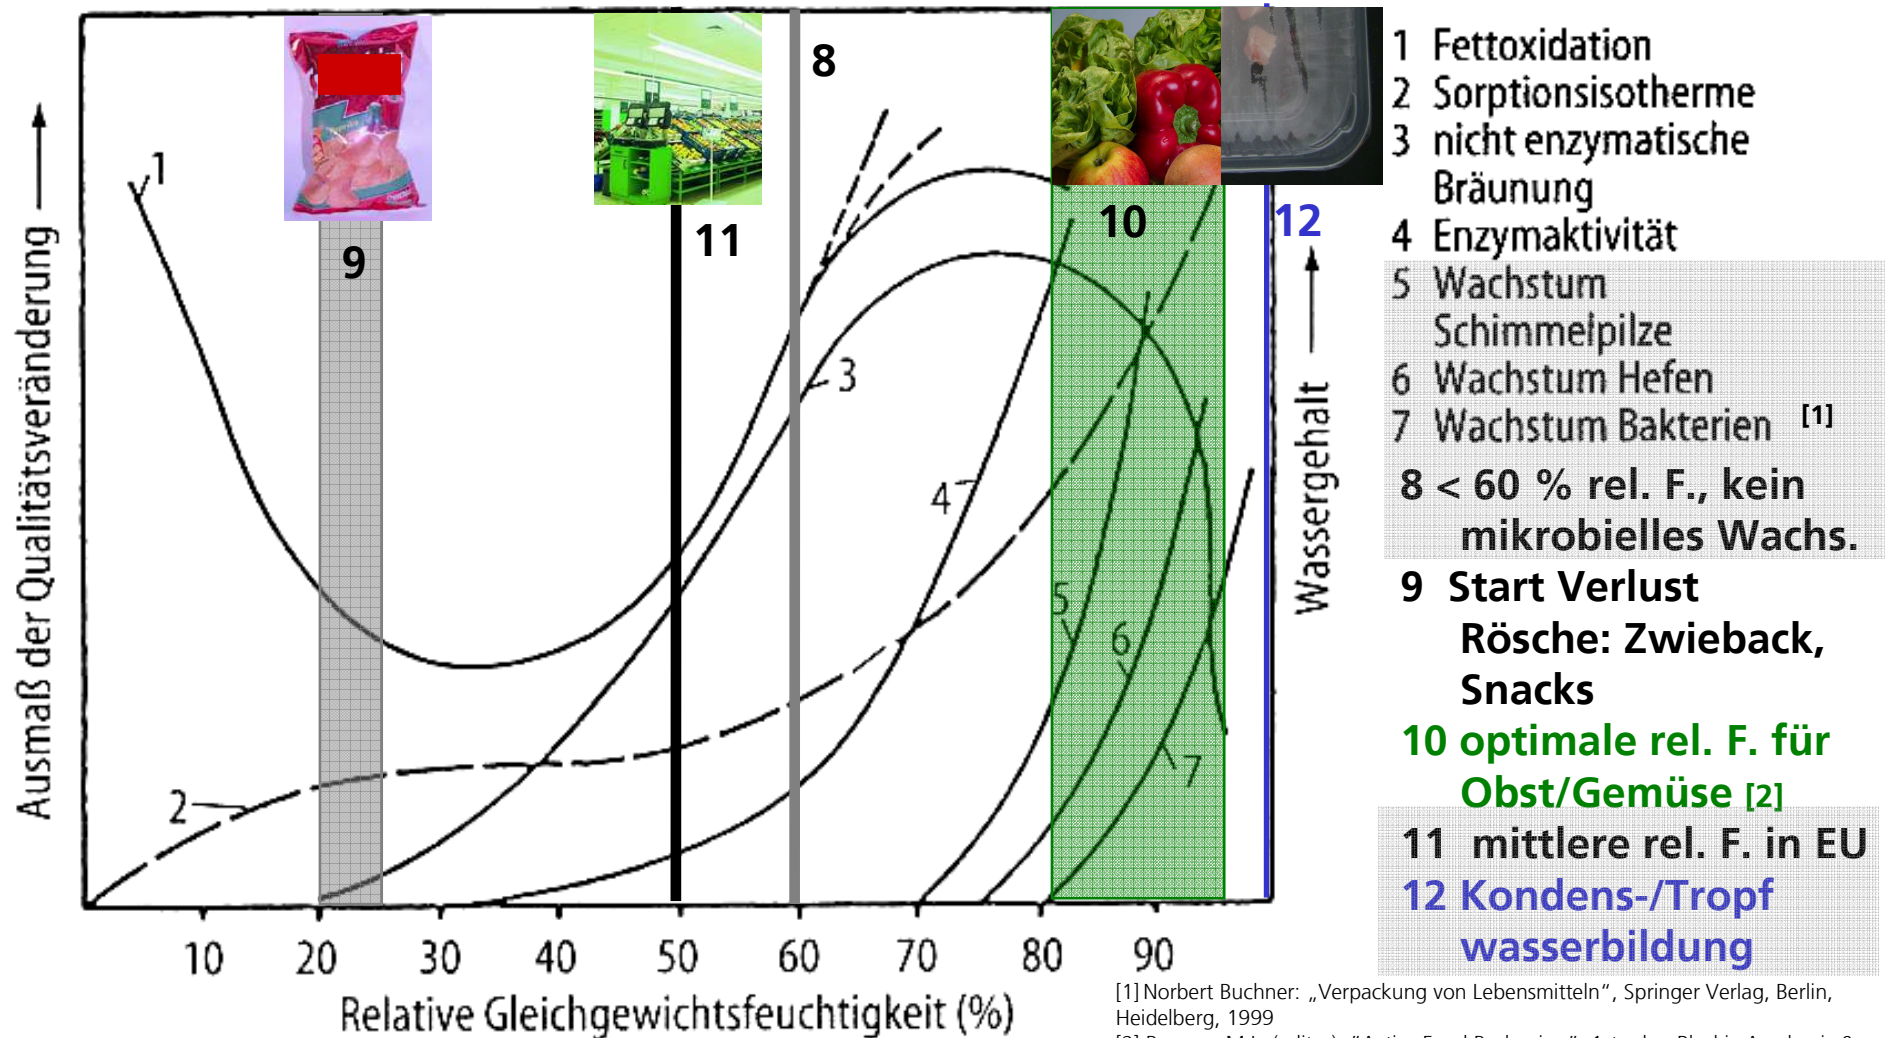 1 Fettoxidation
2 Sorptionsisotherme
3 nicht enzymatische
Bräunung
4 Enzymaktivität
5 Wachstum
Schimmelpilze
6 Wachstum Hefen
7 Wachstum Bakterien [1]
8 < 60 % rel. F., kein
mikrobielles Wachs.
9 Start Verlust
Rösche: Zwieback,
Snacks
10 optimale rel. F. für
Obst/Gemüse [2]
11 mittlere rel. F. in EU
12 Kondens-/Tropf
wasserbildung
Ausmaß der Qualitätsveränderung
Wassergehalt
1
9
11
8
10
12
3
4
5
6
7
2
10 20 30 40 50 60 70 80 90
Relative Gleichgewichtsfeuchtigkeit (%)
[1] Norbert Buchner: „Verpackung von Lebensmitteln“, Springer Verlag, Berlin,
Heidelberg, 1999